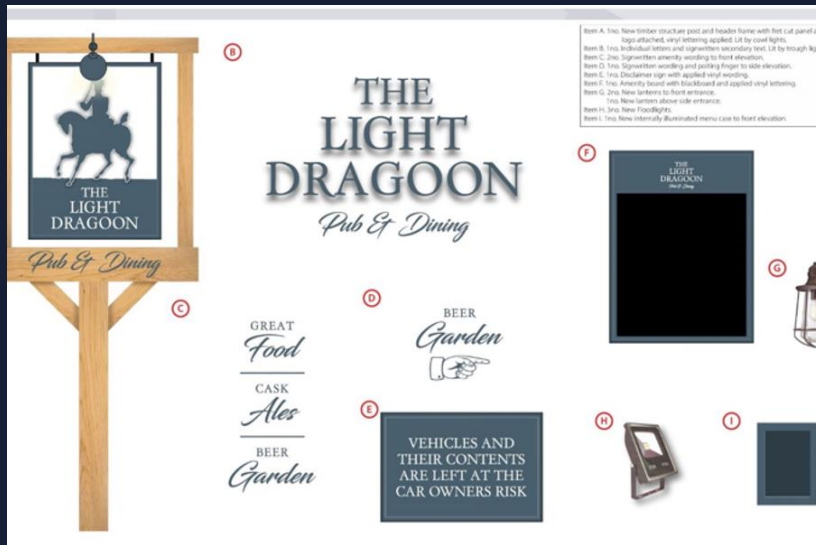 Item A. 1no. New timber structure post and header frame with fret cut panel
logo attached, vinyl lettering applied. Lit by cowl lights.
Item B. 1no. Individual letters and signwritten secondary text. Lit by trough
Item C. 2no. Signwritten amenity wording to front elevation.
Item D. 1no. Signwritten wording and poiting finger to side elevation.
Item E. 1no. Disclaimer sign with applied vinyl wording.
Item F. 1no. Amenity board with blackboard and applied vinyl lettering.
Item G. 2no. New lanterns to front entrance.
1no. New lantern above side entrance.
Item H. 3no. New Floodlights.
Item I. 1no. New internally illuminated menu case to front elevation.
THE
LIGHT
DRAGOON
Pub & Dining
B
THE
LIGHT
DRAGOON
Pub & Dining
C
GREAT
Food
CASK
Ales
BEER
Garden
D
BEER
Garden
E
VEHICLES AND
THEIR CONTENTS
ARE LEFT AT THE
CAR OWNERS RISK
F
THE
LIGHT
DRAGOON
Pub & Dining
G
H
I